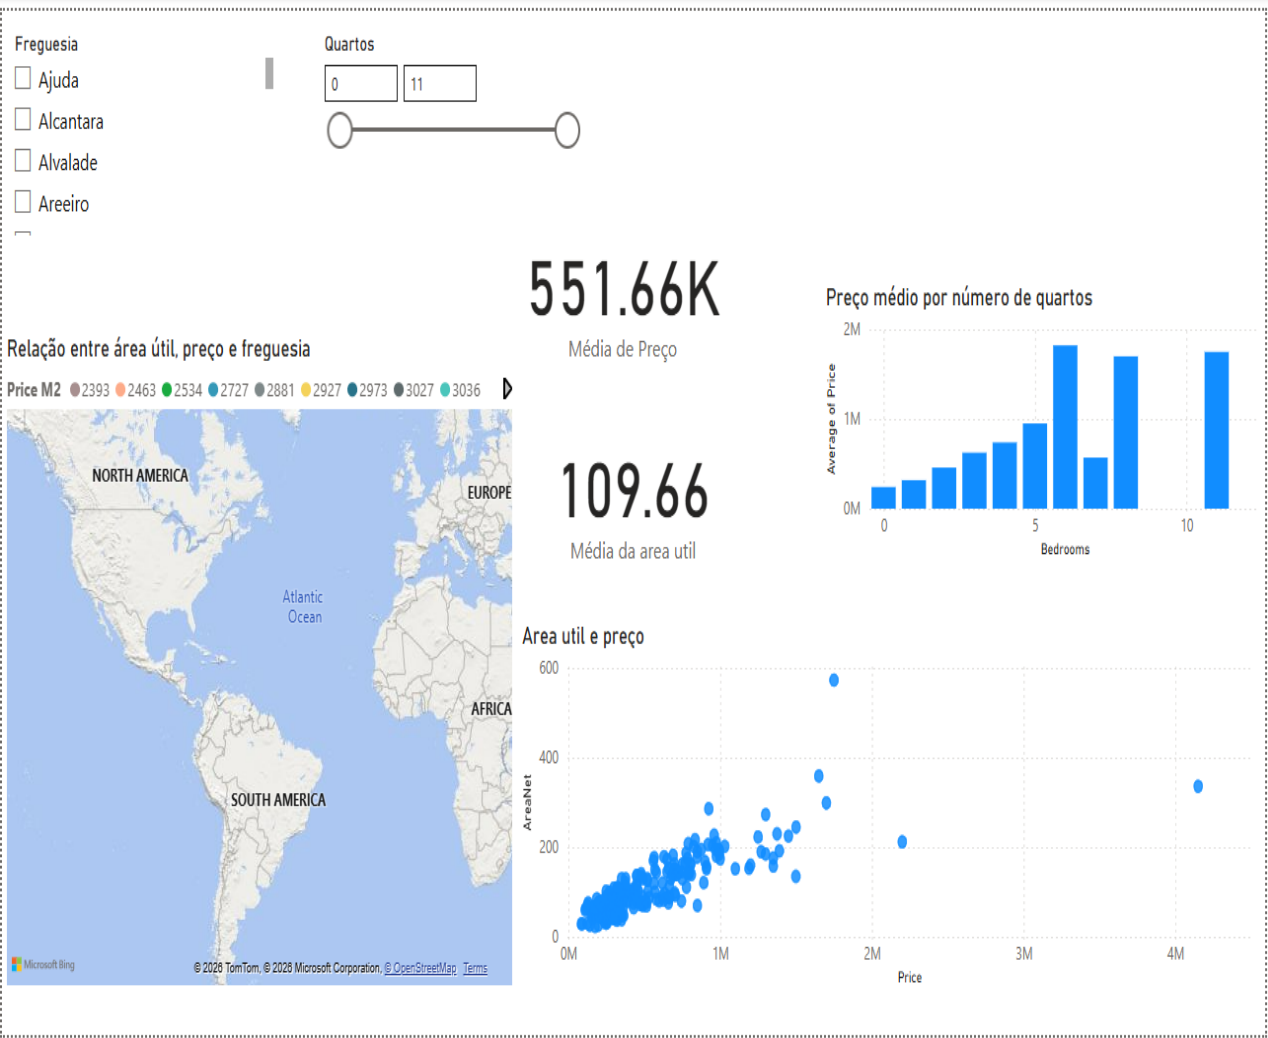 Freguesia
Ajuda
Alcantara
Alvalade
Areeiro
Quartos
0 11
551.66K
Média de Preço
109.66
Média da area util
Preço médio por número de quartos
2M
1M
0M
Average of Price
0 5 10
Bedrooms
Relação entre área útil, preço e freguesia
Price M2 2393 2463 2534 2727 2881 2927 2973 3027 3036
NORTH AMERICA
EUROPE
Atlantic
Ocean
AFRICA
SOUTH AMERICA
Microsoft Bing
© 2026 TomTom, © 2026 Microsoft Corporation, © OpenStreetMap Terms
Area util e preço
600
400
200
0
AreaNet
0M 1M 2M 3M 4M
Price